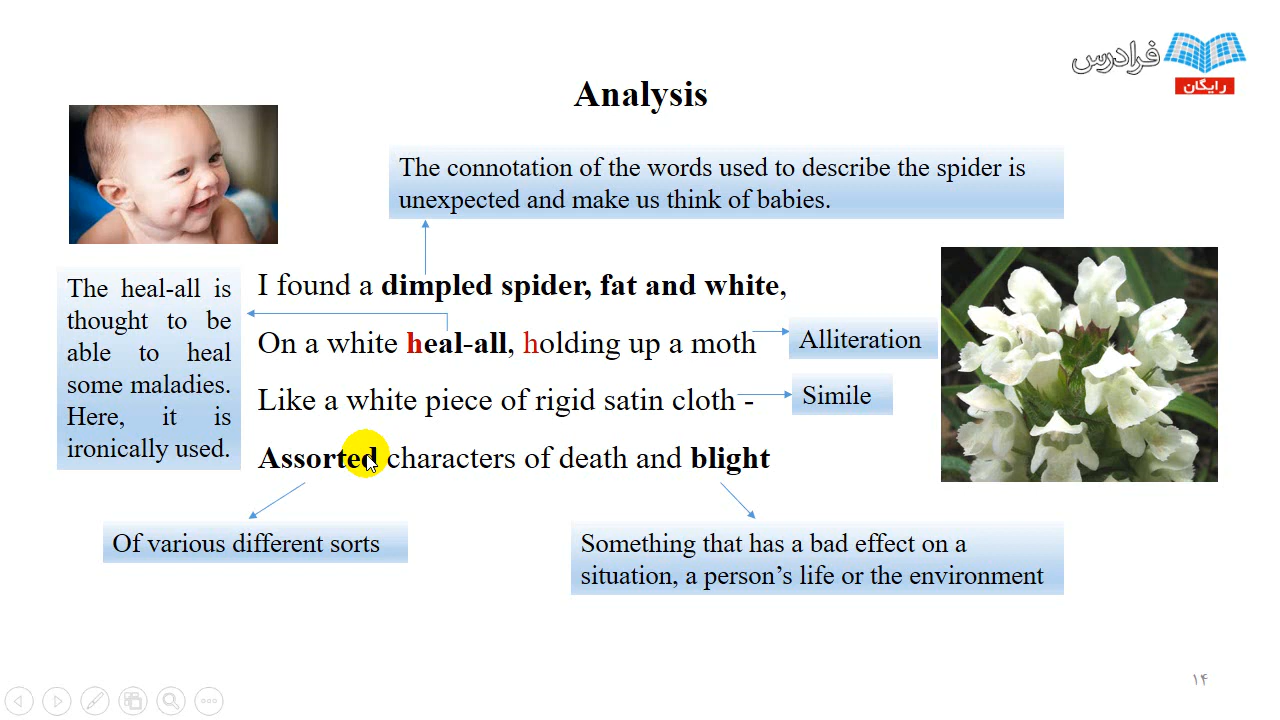 فرادرس
رایگان
Analysis
The connotation of the words used to describe the spider is
unexpected and make us think of babies.
The heal-all is
thought to be
able to heal
some maladies.
Here, it is
ironically used.
I found a dimpled spider, fat and white,
On a white heal-all, holding up a moth
Alliteration
Like a white piece of rigid satin cloth -
Simile
Assorted characters of death and blight
Of various different sorts
Something that has a bad effect on a
situation, a person’s life or the environment
۱۴